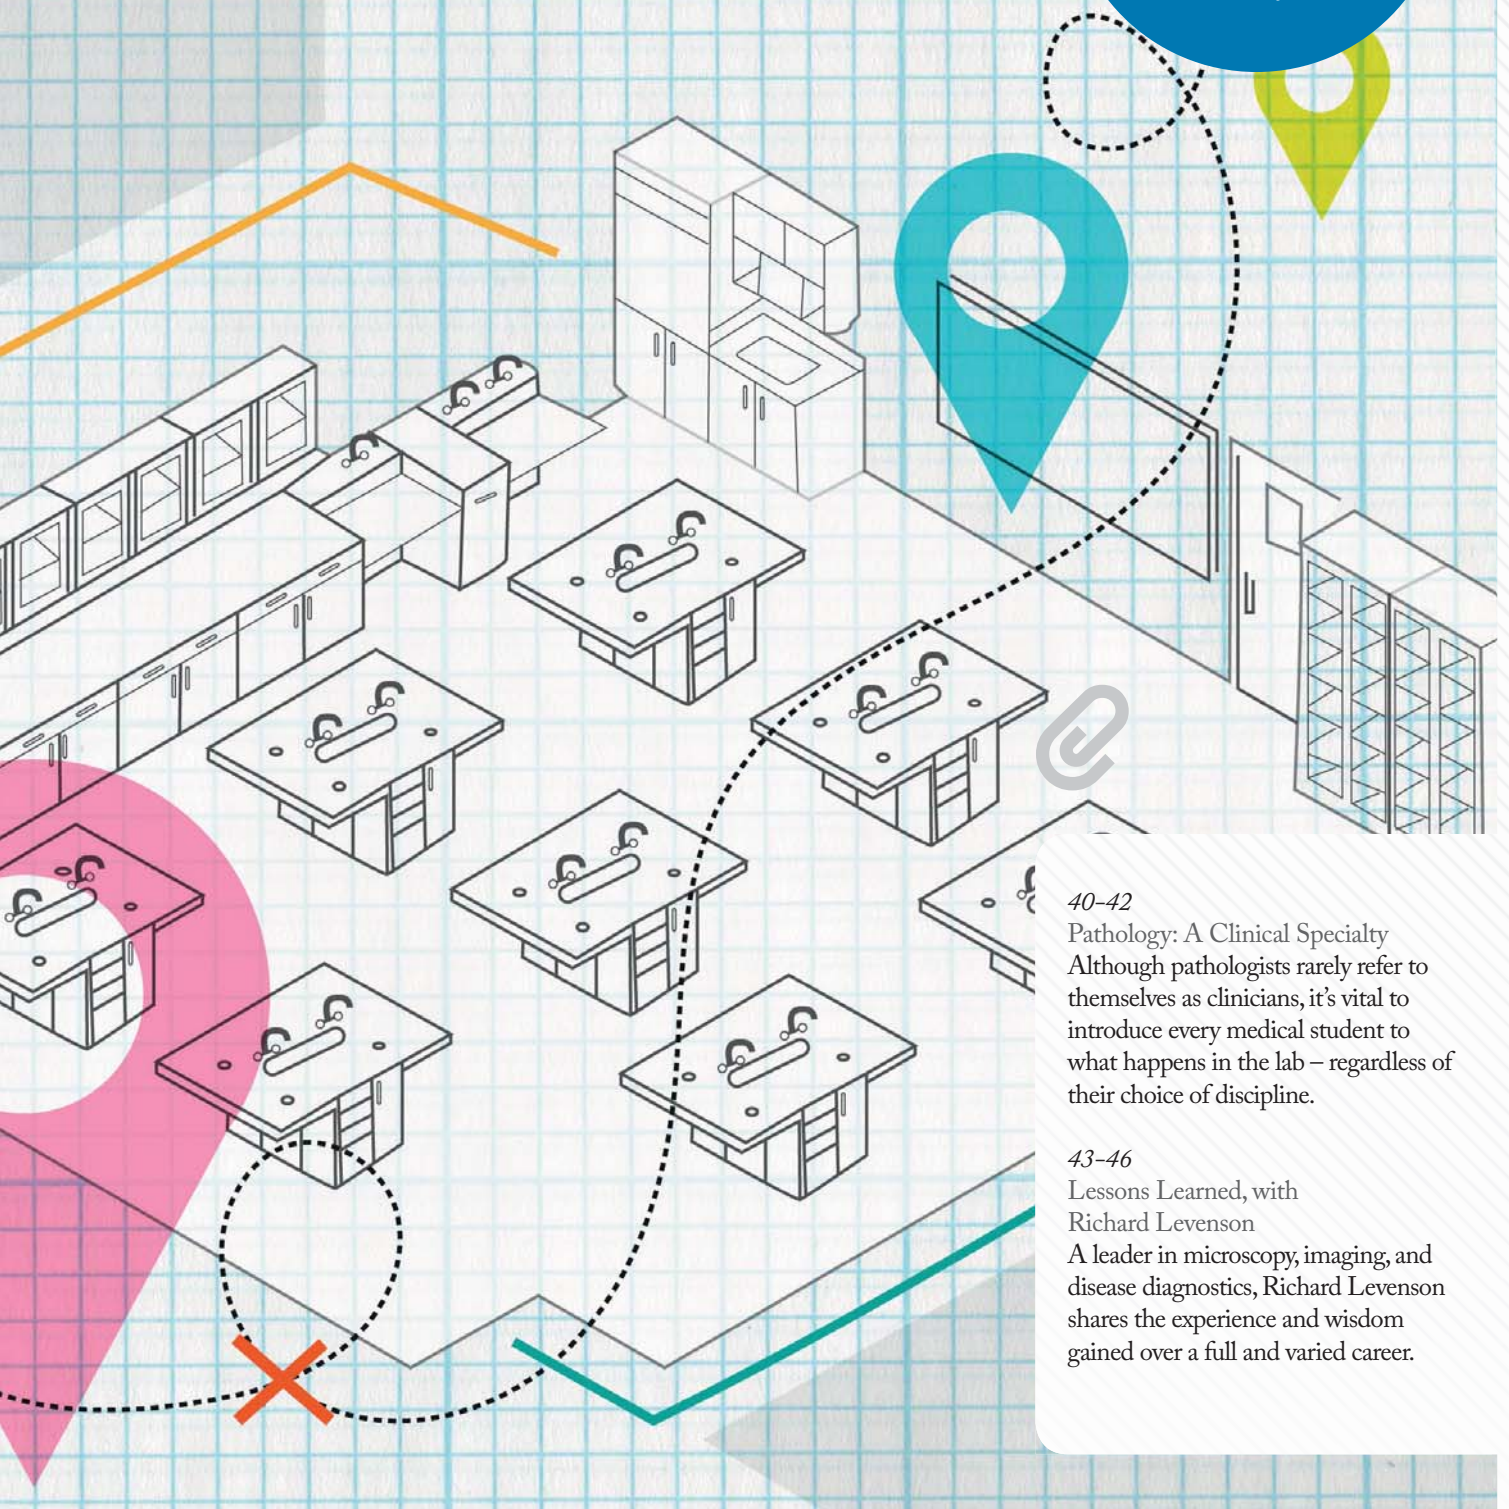 40-42
Pathology: A Clinical Specialty
Although pathologists rarely refer to
themselves as clinicians, it’s vital to
introduce every medical student to
what happens in the lab – regardless of
their choice of discipline.
43-46
Lessons Learned, with
Richard Levenson
A leader in microscopy, imaging, and
disease diagnostics, Richard Levenson
shares the experience and wisdom
gained over a full and varied career.